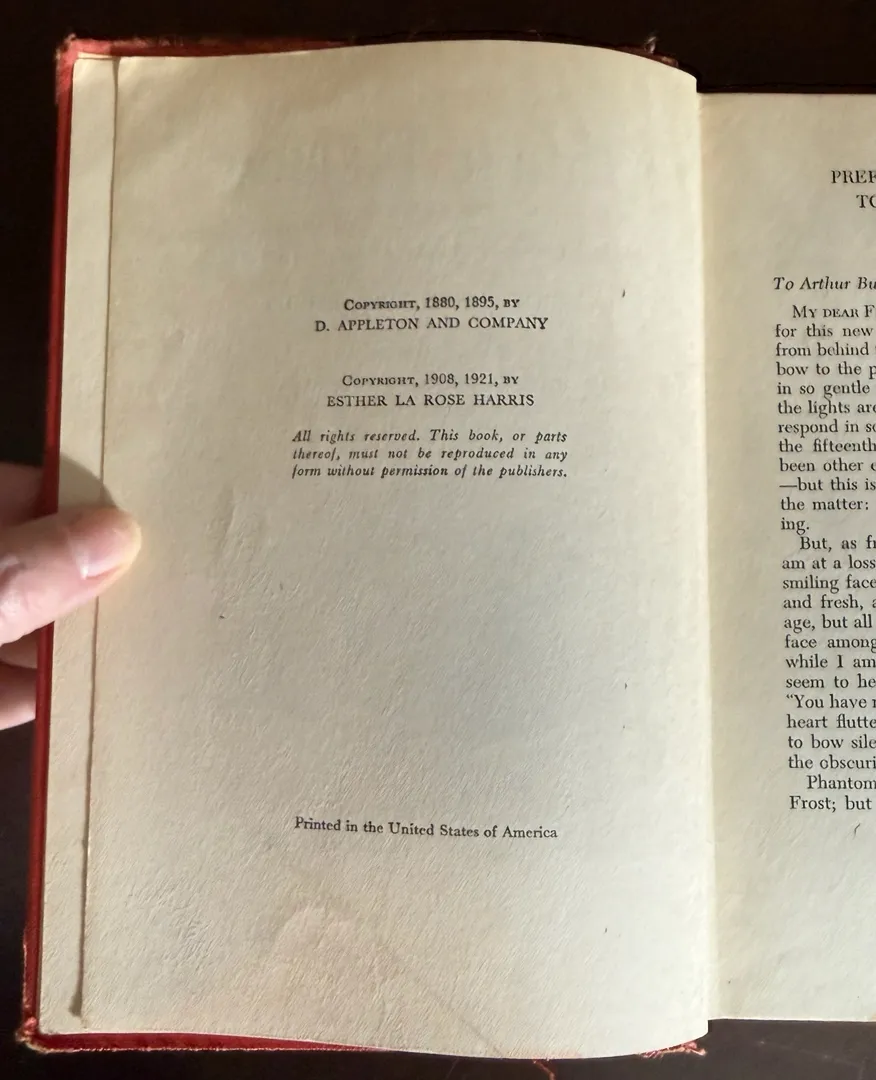 COPYRIGHT, 1880, 1895, BY
D. APPLETON AND COMPANY
COPYRIGHT, 1908, 1921, BY
ESTHER LA ROSE HARRIS
All rights reserved. This book, or parts
thereof, must not be reproduced in any
form without permission of the publishers.
Printed in the United States of America
TO
To Arthur
MY DEAR
for this new
from behind
bow to the
in so gentle
the lights
respond in
the fifteenth
been other
—but this is
the matter:
ing.
But, as
am at a loss
smiling face
and fresh,
age, but all
face among
while I am
seem to
"You have
heart
to bow
the
Phantom
Frost; but